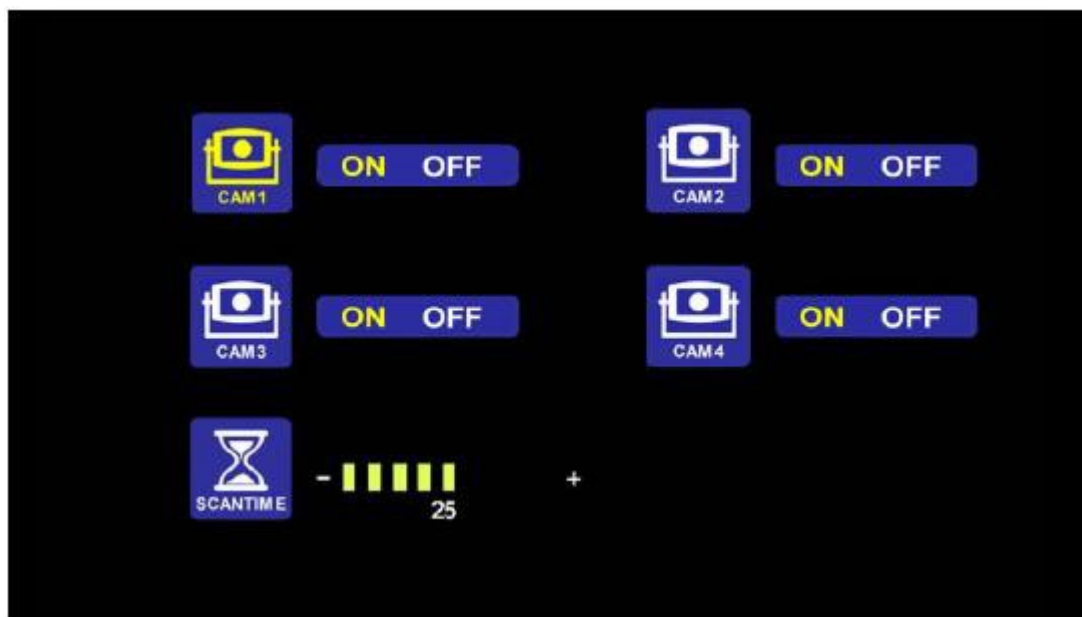 ON OFF ON OFF
CAM1 CAM2
ON OFF ON OFF
CAM3 CAM4
- +
SCANTIME 25